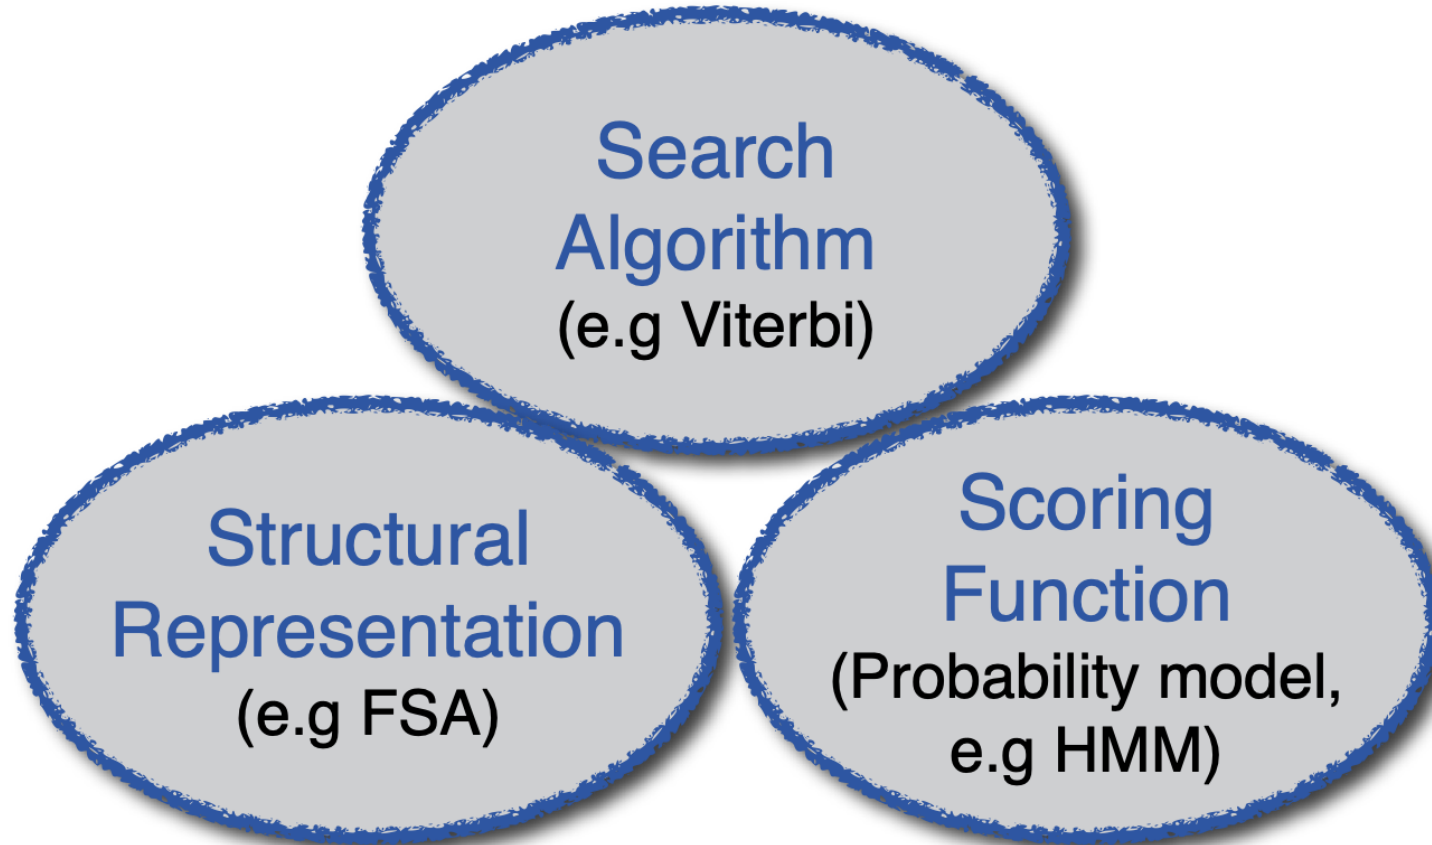 Search
Algorithm
(e.g Viterbi)
Structural
Representation
(e.g FSA)
Scoring
Function
(Probability model,
e.g HMM)